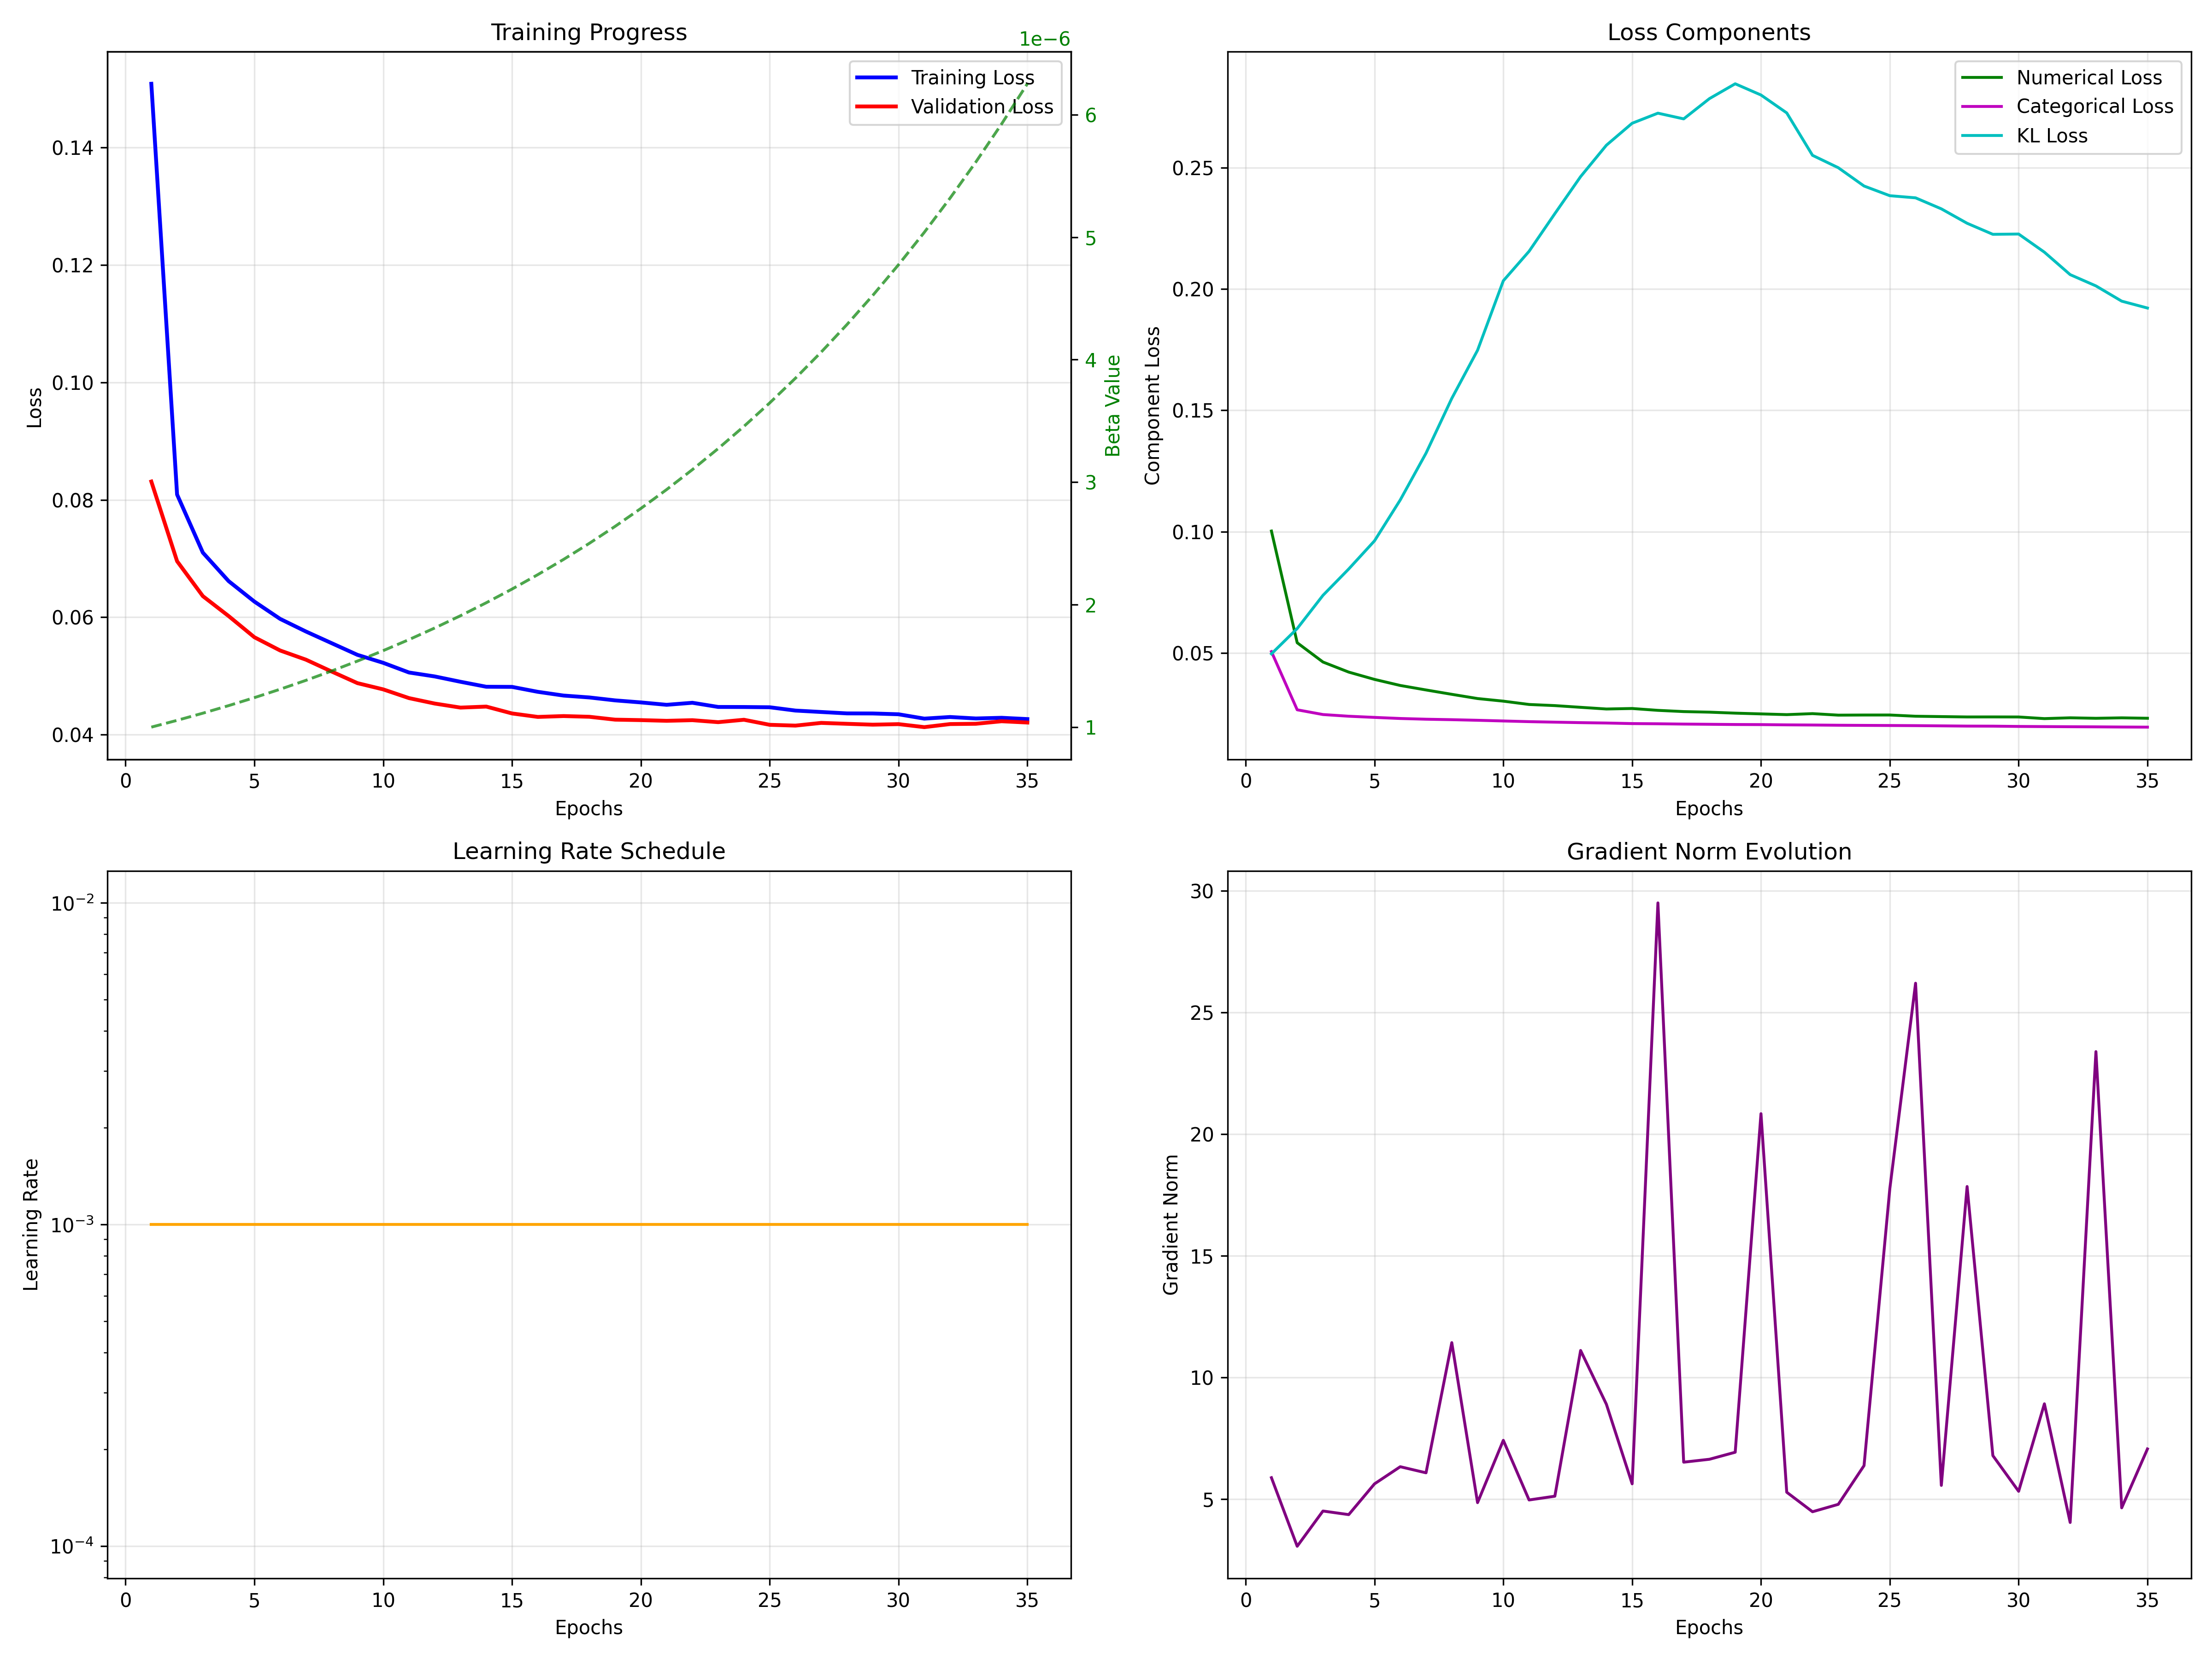 Training Progress
1e−6
Training Loss
Validation Loss
Loss
0.14
0.12
0.10
0.08
0.06
0.04
6
5
4
3
2
1
Beta Value
0 5 10 15 20 25 30 35
Epochs
Loss Components
Numerical Loss
Categorical Loss
KL Loss
Component Loss
0.25
0.20
0.15
0.10
0.05
0 5 10 15 20 25 30 35
Epochs
Learning Rate Schedule
Learning Rate
10⁻²
10⁻³
10⁻⁴
0 5 10 15 20 25 30 35
Epochs
Gradient Norm Evolution
Gradient Norm
30
25
20
15
10
5
0 5 10 15 20 25 30 35
Epochs